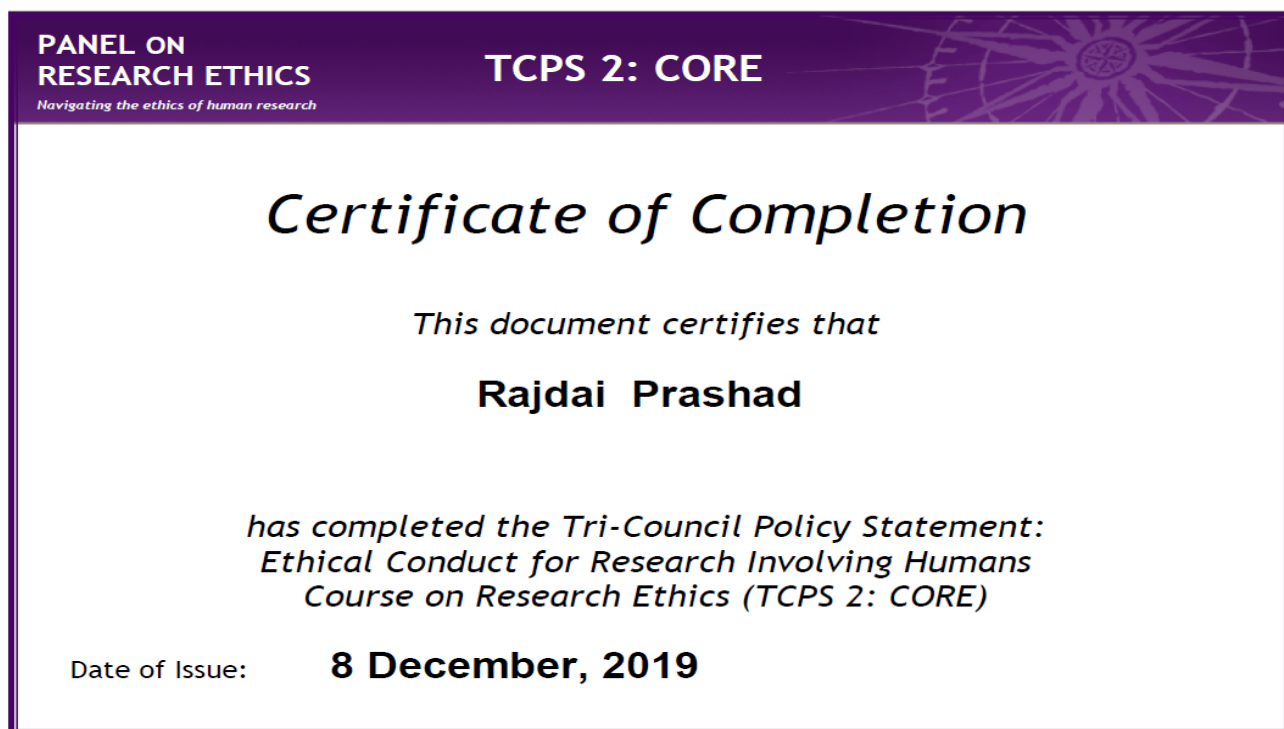 PANEL ON
RESEARCH ETHICS
Navigating the ethics of human research
TCPS 2: CORE
Certificate of Completion
This document certifies that
Rajdai Prashad
has completed the Tri-Council Policy Statement:
Ethical Conduct for Research Involving Humans
Course on Research Ethics (TCPS 2: CORE)
Date of Issue: 8 December, 2019